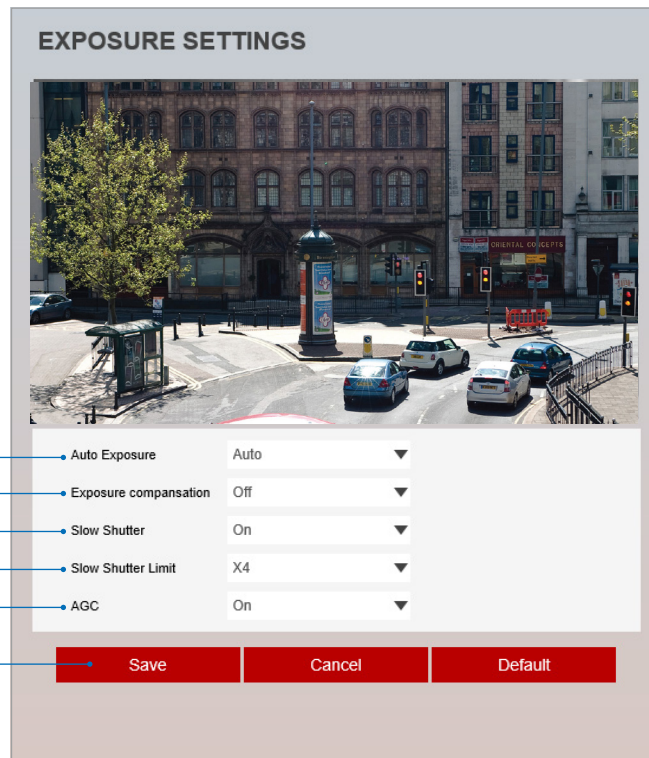 EXPOSURE SETTINGS
ORIENTAL CONCEPTS
Auto Exposure Auto
Exposure compansation Off
Slow Shutter On
Slow Shutter Limit X4
AGC On
Save Cancel Default